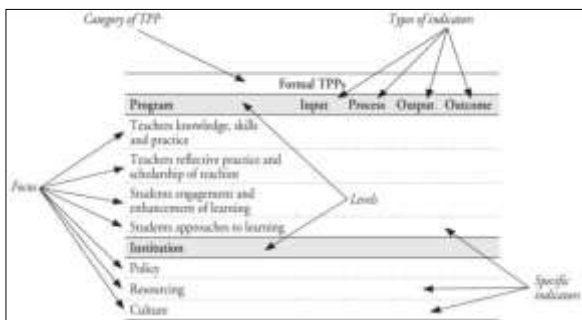 Category of TPP
Types of indicators
Formal TPPs
Program Input Process Output Outcome
Teachers knowledge, skills
and practice
Teachers reflective practice and
scholarship of teaching
Focus
Students engagement and
enhancement of learning
Levels
Students approaches to learning
Institution
Policy
Resourcing
Specific
indicators
Culture